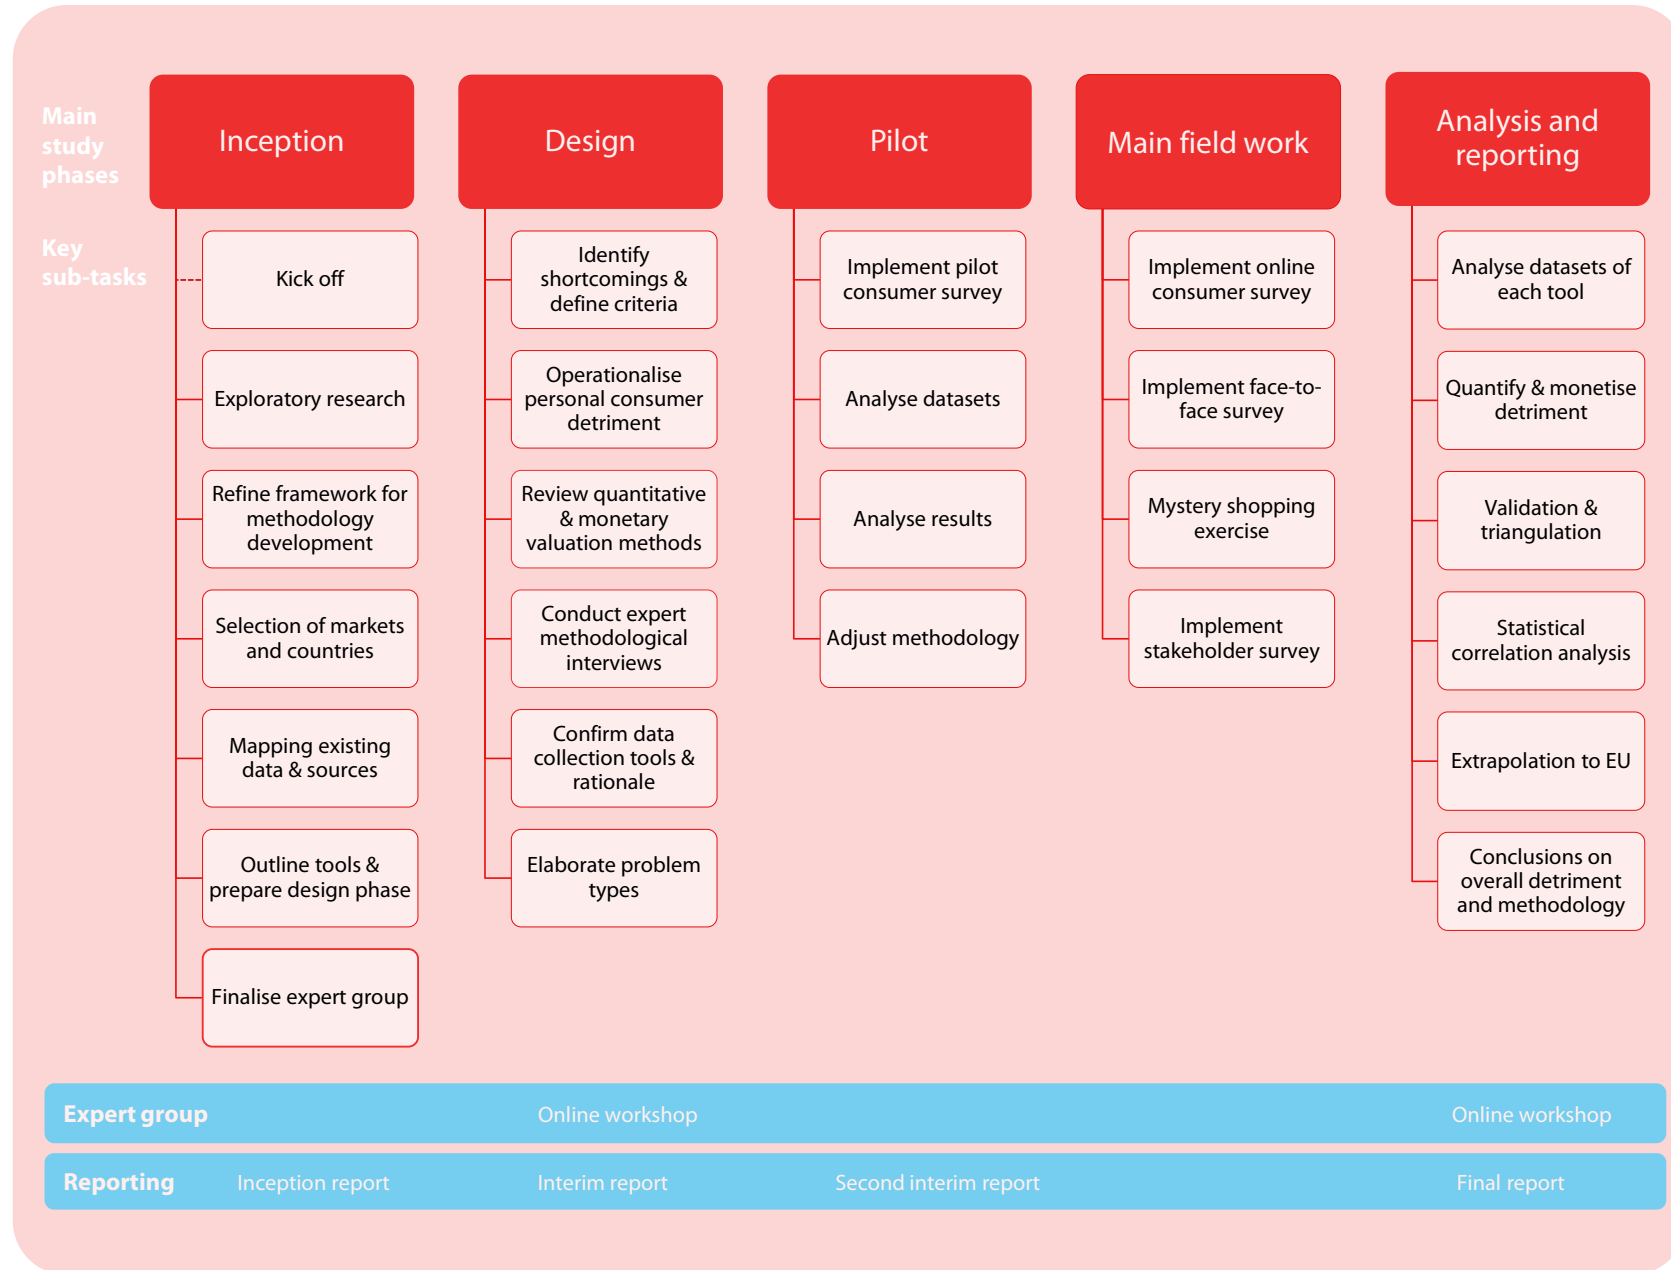 Main
study
phases
Inception
Design
Pilot
Main field work
Analysis and
reporting
Key
sub-tasks
Kick off
Exploratory research
Refine framework for
methodology
development
Selection of markets
and countries
Mapping existing
data & sources
Outline tools &
prepare design phase
Finalise expert group
Identify
shortcomings &
define criteria
Operationalise
personal consumer
detriment
Review quantitative
& monetary
valuation methods
Conduct expert
methodological
interviews
Confirm data
collection tools &
rationale
Elaborate problem
types
Implement pilot
consumer survey
Analyse datasets
Analyse results
Adjust methodology
Implement online
consumer survey
Implement face-to-
face survey
Mystery shopping
exercise
Implement
stakeholder survey
Analyse datasets of
each tool
Quantify & monetise
detriment
Validation &
triangulation
Statistical
correlation analysis
Extrapolation to EU
Conclusions on
overall detriment
and methodology
Expert group
Online workshop
Online workshop
Reporting
Inception report
Interim report
Second interim report
Final report